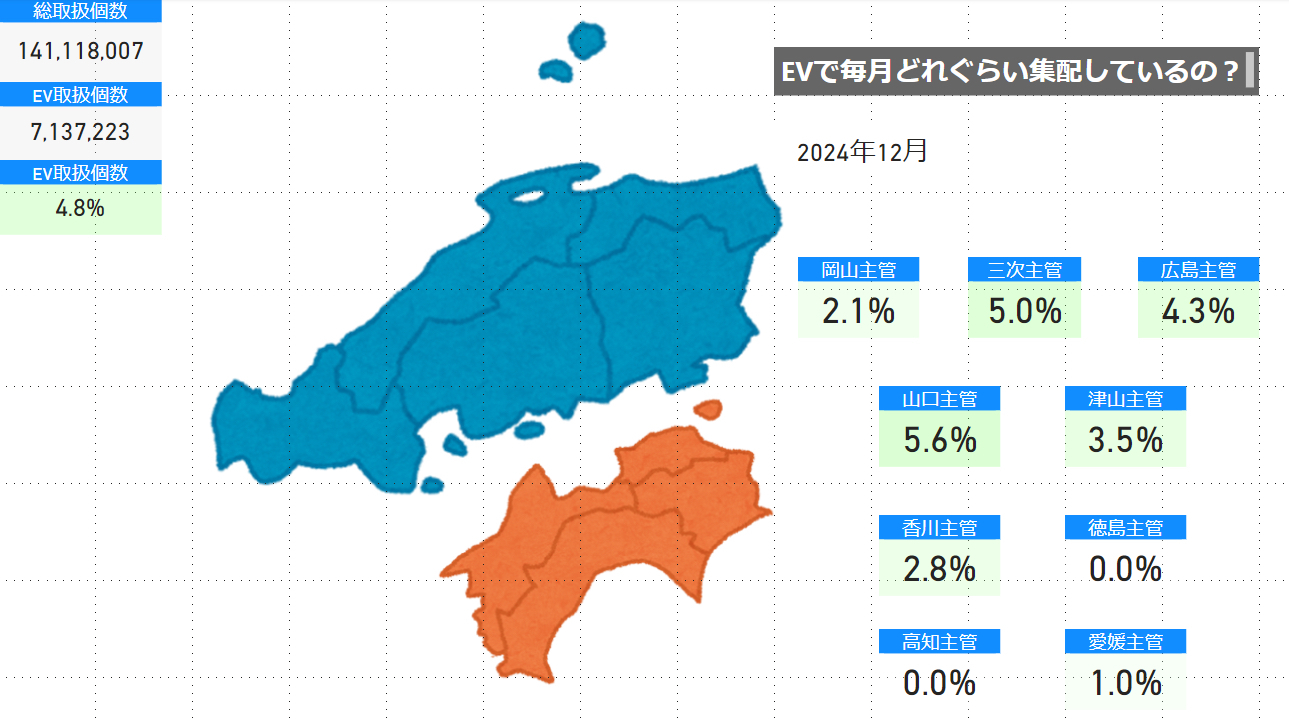 総取扱個数
141,118,007
EV取扱個数
7,137,223
EV取扱個数
4.8%
EVで毎月どれぐらい集配しているの？
2024年12月
岡山主管
2.1%
三次主管
5.0%
広島主管
4.3%
山口主管
5.6%
津山主管
3.5%
香川主管
2.8%
徳島主管
0.0%
高知主管
0.0%
愛媛主管
1.0%